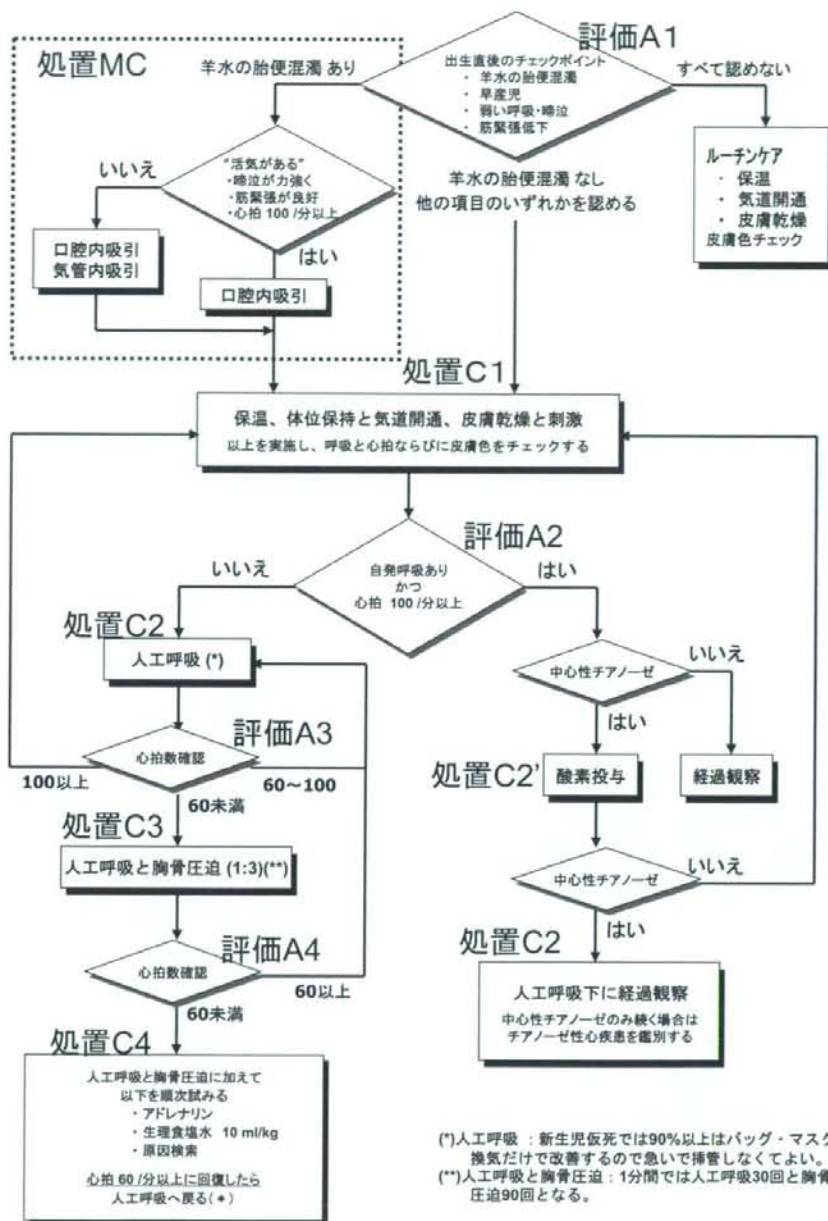 評価A1
出生直後のチェックポイント
・ 羊水の胎便混濁
・ 早産児
・ 弱い呼吸・啼泣
・ 筋緊張低下
すべて認めない
ルーチンケア
・ 保温
・ 気道開通
・ 皮膚乾燥
皮膚色チェック
処置MC
羊水の胎便混濁 あり
“活気がある”
・啼泣が力強く
・筋緊張が良好
・心拍 100 /分以上
いいえ
口腔内吸引
気管内吸引
はい
口腔内吸引
羊水の胎便混濁 なし
他の項目のいずれかを認める
処置C1
保温、体位保持と気道開通、皮膚乾燥と刺激
以上を実施し、呼吸と心拍ならびに皮膚色をチェックする
評価A2
自発呼吸あり
かつ
心拍 100 /分以上
いいえ
はい
処置C2
人工呼吸 (*)
評価A3
心拍数確認
100以上
60～100
60未満
処置C3
人工呼吸と胸骨圧迫 (1:3)(**)
評価A4
心拍数確認
60以上
60未満
処置C4
人工呼吸と胸骨圧迫に加えて
以下を順次試みる
・アドレナリン
・生理食塩水 10 ml/kg
・原因検索
心拍 60 /分以上に回復したら
人工呼吸へ戻る(＊)
中心性チアノーゼ
いいえ
はい
処置C2’
酸素投与
経過観察
中心性チアノーゼ
いいえ
はい
処置C2
人工呼吸下に経過観察
中心性チアノーゼのみ続く場合は
チアノーゼ性心疾患を鑑別する
(*)人工呼吸 ：新生児仮死では90%以上はバッグ・マスク
換気だけで改善するので急いで挿管しなくてよい。
(**)人工呼吸と胸骨圧迫：1分間では人工呼吸30回と胸骨
圧迫90回となる。